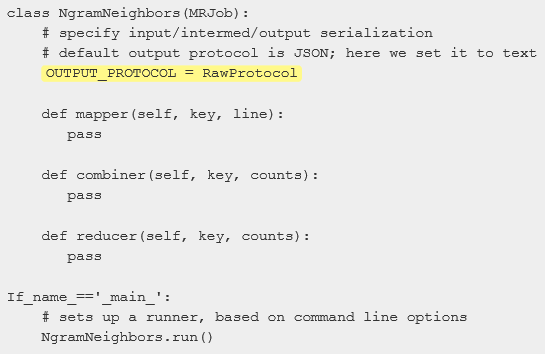 class NgramNeighbors(MRJob):
# specify input/intermed/output serialization
# default output protocol is JSON; here we set it to text
OUTPUT_PROTOCOL = RawProtocol
def mapper(self, key, line):
pass
def combiner(self, key, counts):
pass
def reducer(self, key, counts):
pass
If_name_=='_main_':
# sets up a runner, based on command line options
NgramNeighbors.run()